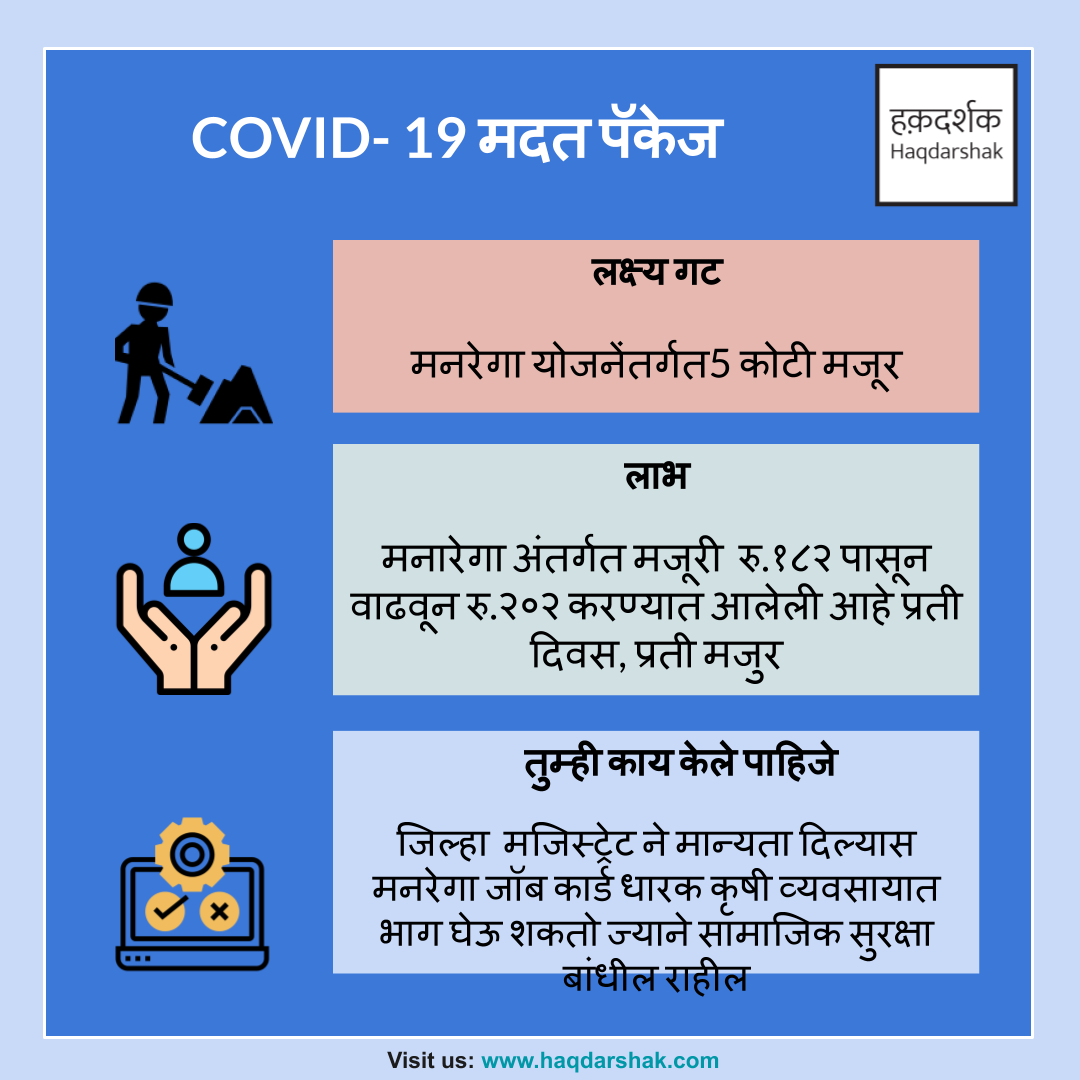 COVID- 19 मदत पॅकेज
हक़दर्शक
Haqdarshak
लक्ष्य गट
मनरेगा योजनेंतर्गत5 कोटी मजूर
लाभ
मनारेगा अंतर्गत मजूरी रु.१८२ पासून
वाढवून रु.२०२ करण्यात आलेली आहे प्रती
दिवस, प्रती मजुर
तुम्ही काय केले पाहिजे
जिल्हा मजिस्ट्रेट ने मान्यता दिल्यास
मनरेगा जॉब कार्ड धारक कृषी व्यवसायात
भाग घेऊ शकतो ज्याने सामाजिक सुरक्षा
बांधील राहील
Visit us: www.haqdarshak.com